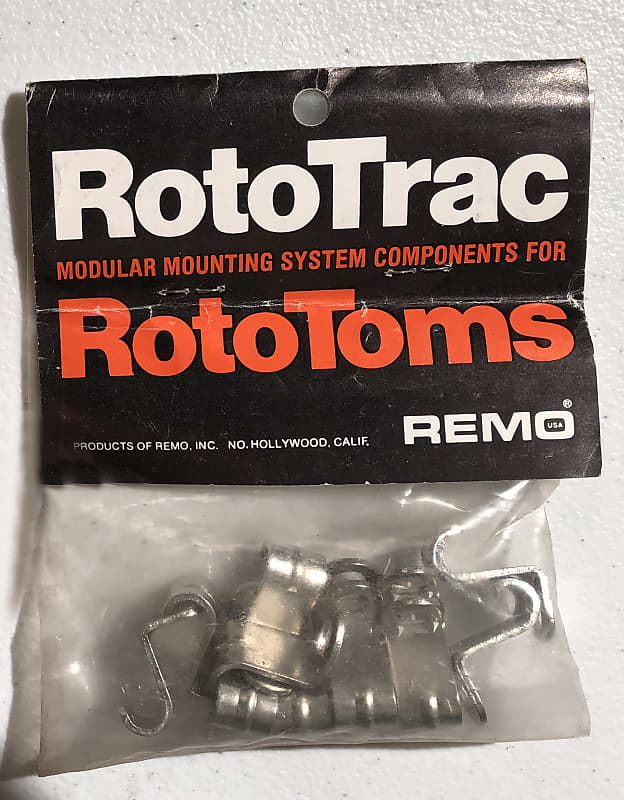 RotoTrac
MODULAR MOUNTING SYSTEM COMPONENTS FOR
RotoToms
PRODUCTS OF REMO, INC. NO. HOLLYWOOD, CALIF.
REMO® USA